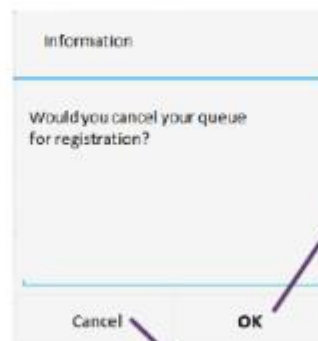 Information
Would you cancel your queue
for registration?
Cancel
OK